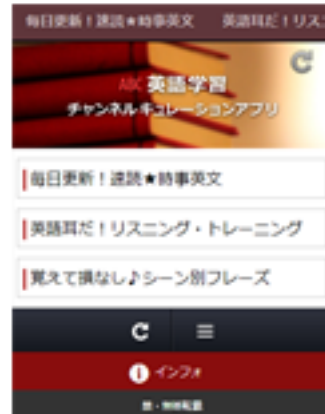 毎日更新！速読★時事英文 英語耳だ！リス
ABC 英語学習
チャンネルキュレーションアプリ
毎日更新！速読★時事英文
英語耳だ！リスニング・トレーニング
覚えて損なし♪シーン別フレーズ
インフォ